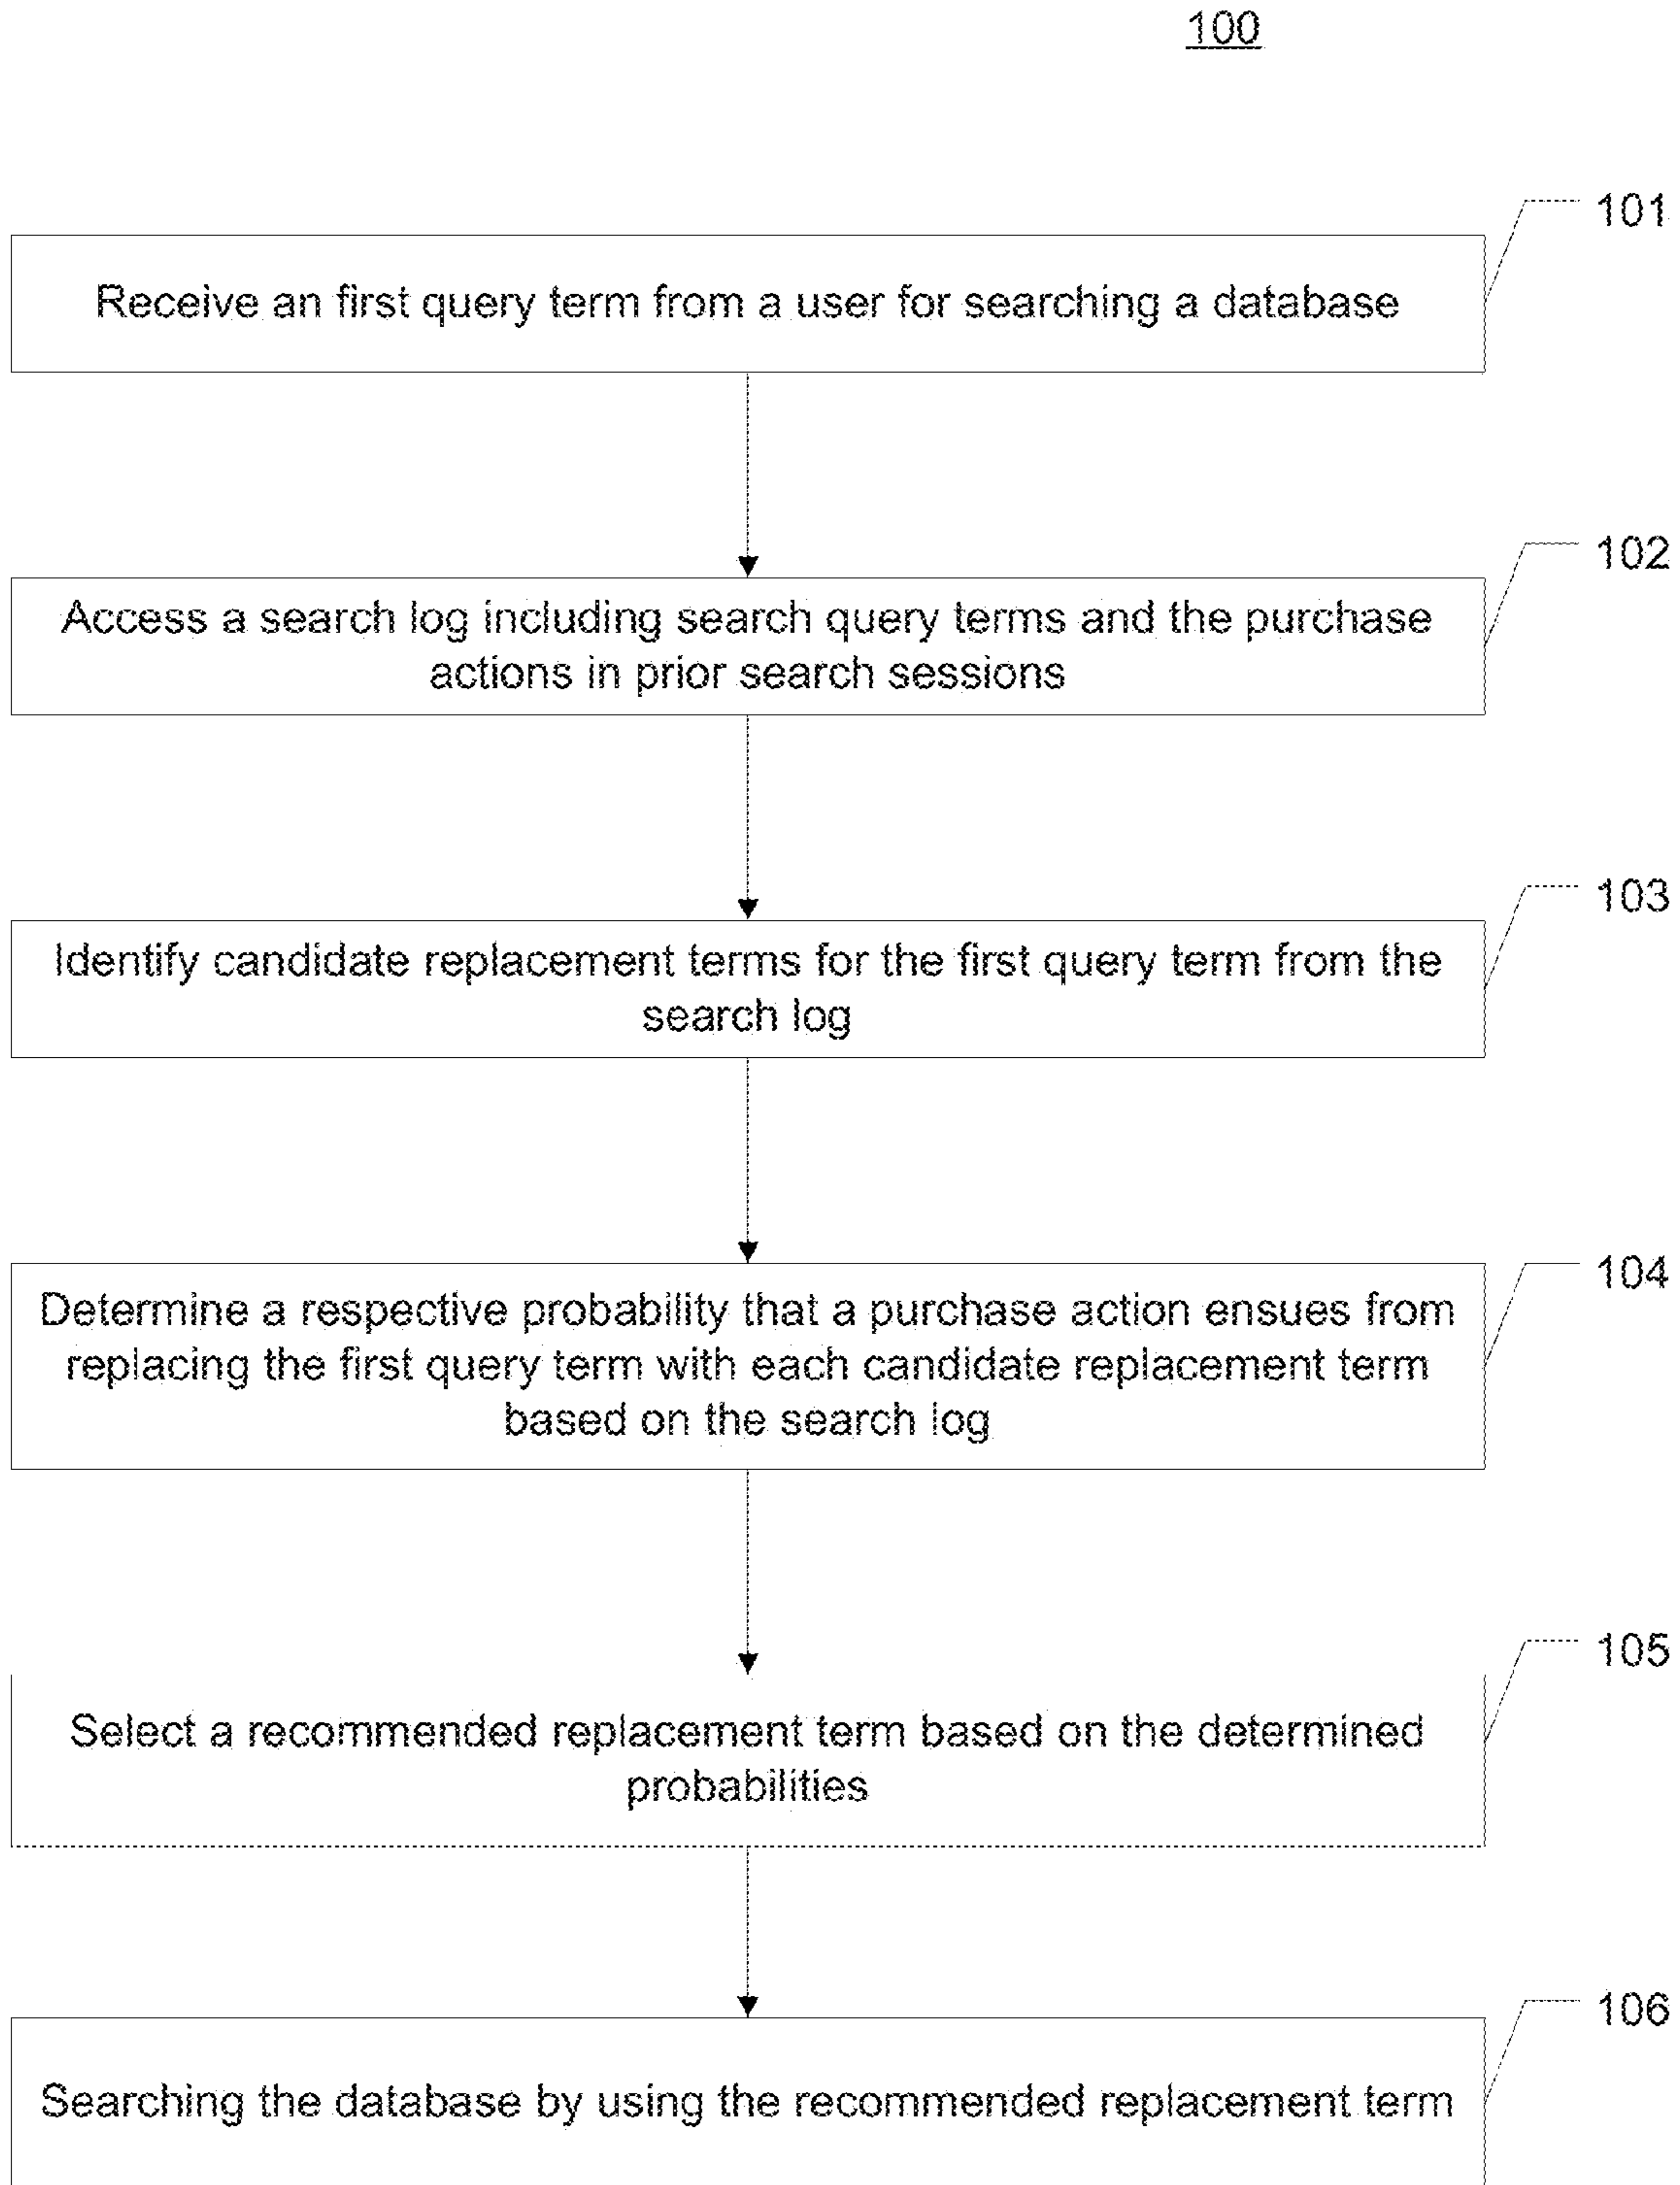 100
101
Receive an first query term from a user for searching a database
102
Access a search log including search query terms and the purchase
actions in prior search sessions
103
Identify candidate replacement terms for the first query term from the
search log
104
Determine a respective probability that a purchase action ensues from
replacing the first query term with each candidate replacement term
based on the search log
105
Select a recommended replacement term based on the determined
probabilities
106
Searching the database by using the recommended replacement term